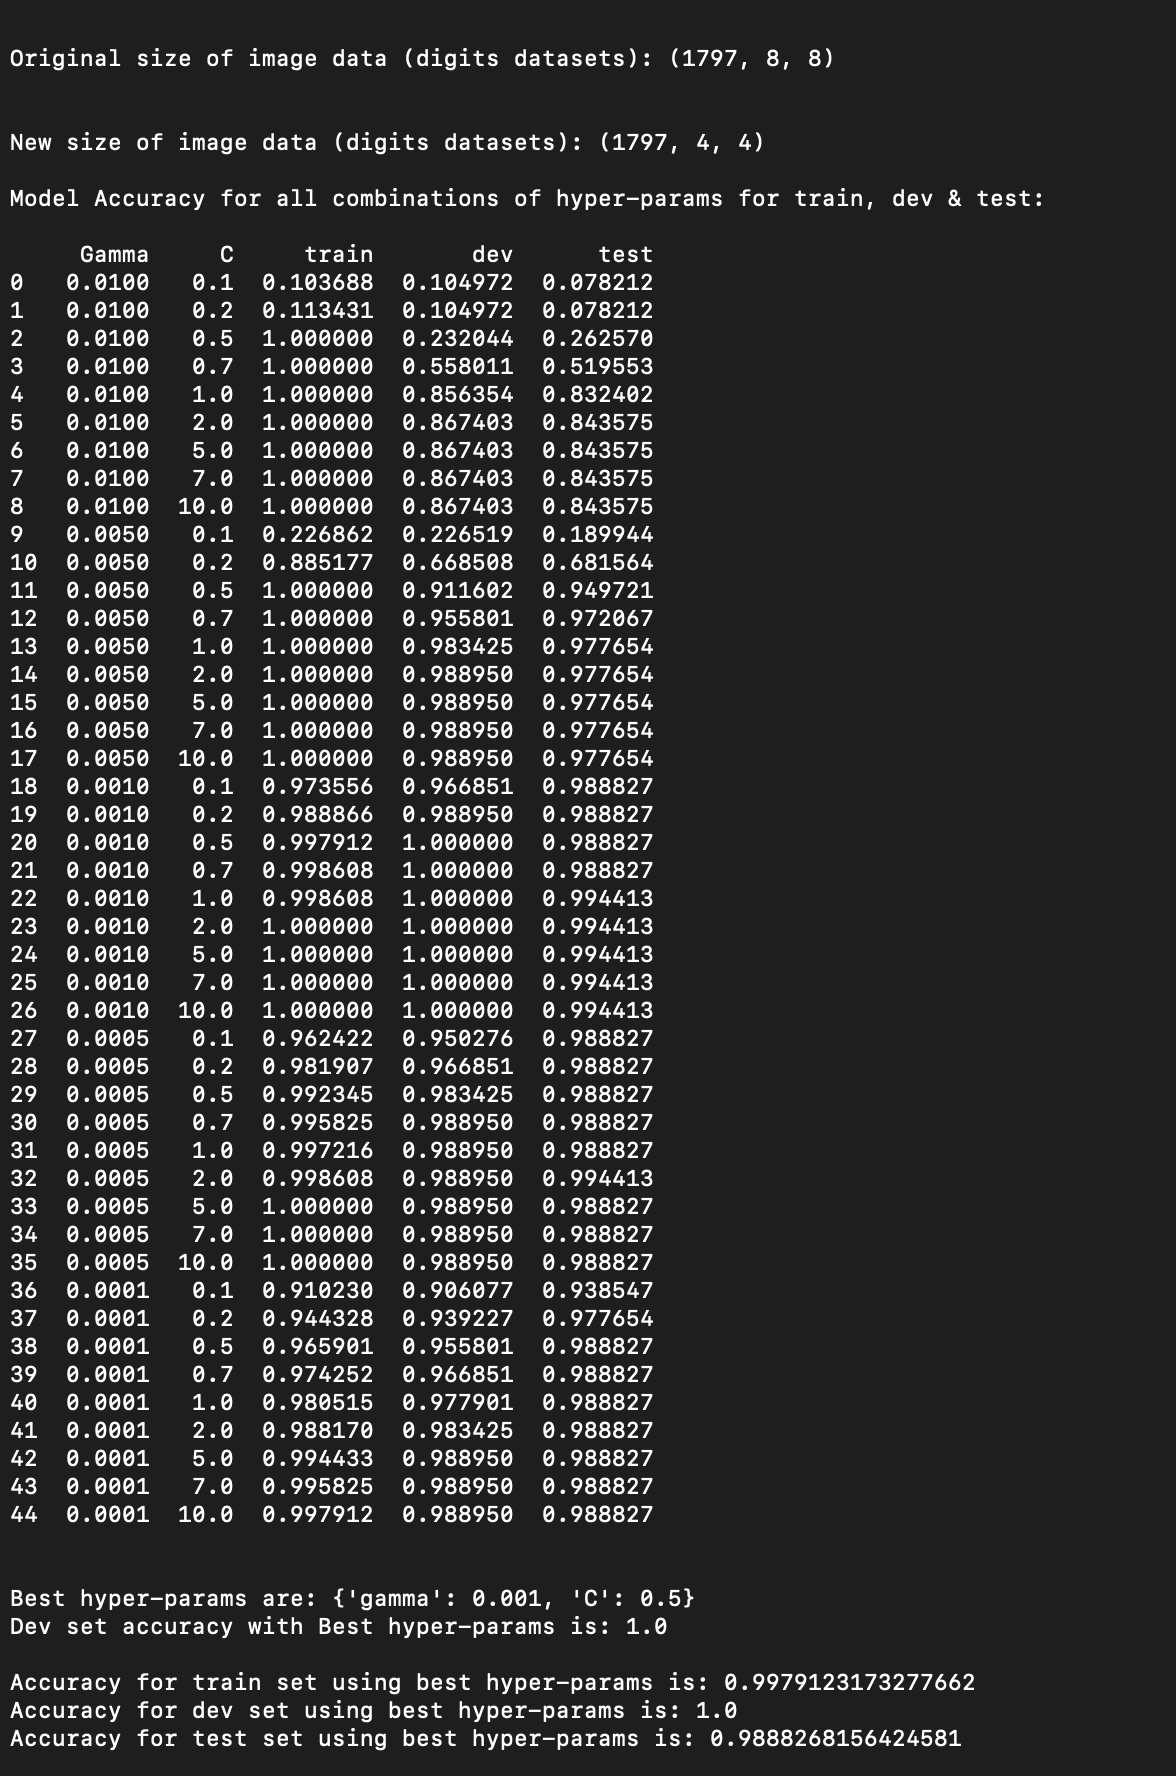 Original size of image data (digits datasets): (1797, 8, 8)
New size of image data (digits datasets): (1797, 4, 4)
Model Accuracy for all combinations of hyper-params for train, dev & test:
Gamma C train dev test
0 0.0100 0.1 0.103688 0.104972 0.078212
1 0.0100 0.2 0.113431 0.104972 0.078212
2 0.0100 0.5 1.000000 0.232044 0.262570
3 0.0100 0.7 1.000000 0.558011 0.519553
4 0.0100 1.0 1.000000 0.856354 0.832402
5 0.0100 2.0 1.000000 0.867403 0.843575
6 0.0100 5.0 1.000000 0.867403 0.843575
7 0.0100 7.0 1.000000 0.867403 0.843575
8 0.0100 10.0 1.000000 0.867403 0.843575
9 0.0050 0.1 0.226862 0.226519 0.189944
10 0.0050 0.2 0.885177 0.668508 0.681564
11 0.0050 0.5 1.000000 0.911602 0.949721
12 0.0050 0.7 1.000000 0.955801 0.972067
13 0.0050 1.0 1.000000 0.983425 0.977654
14 0.0050 2.0 1.000000 0.988950 0.977654
15 0.0050 5.0 1.000000 0.988950 0.977654
16 0.0050 7.0 1.000000 0.988950 0.977654
17 0.0050 10.0 1.000000 0.988950 0.977654
18 0.0010 0.1 0.973556 0.966851 0.988827
19 0.0010 0.2 0.988866 0.988950 0.988827
20 0.0010 0.5 0.997912 1.000000 0.988827
21 0.0010 0.7 0.998608 1.000000 0.988827
22 0.0010 1.0 0.998608 1.000000 0.994413
23 0.0010 2.0 1.000000 1.000000 0.994413
24 0.0010 5.0 1.000000 1.000000 0.994413
25 0.0010 7.0 1.000000 1.000000 0.994413
26 0.0010 10.0 1.000000 1.000000 0.994413
27 0.0005 0.1 0.962422 0.950276 0.988827
28 0.0005 0.2 0.981907 0.966851 0.988827
29 0.0005 0.5 0.992345 0.983425 0.988827
30 0.0005 0.7 0.995825 0.988950 0.988827
31 0.0005 1.0 0.997216 0.988950 0.988827
32 0.0005 2.0 0.998608 0.988950 0.994413
33 0.0005 5.0 1.000000 0.988950 0.988827
34 0.0005 7.0 1.000000 0.988950 0.988827
35 0.0005 10.0 1.000000 0.988950 0.988827
36 0.0001 0.1 0.910230 0.906077 0.938547
37 0.0001 0.2 0.944328 0.939227 0.977654
38 0.0001 0.5 0.965901 0.955801 0.988827
39 0.0001 0.7 0.974252 0.966851 0.988827
40 0.0001 1.0 0.980515 0.977901 0.988827
41 0.0001 2.0 0.988170 0.983425 0.988827
42 0.0001 5.0 0.994433 0.988950 0.988827
43 0.0001 7.0 0.995825 0.988950 0.988827
44 0.0001 10.0 0.997912 0.988950 0.988827
Best hyper-params are: {'gamma': 0.001, 'C': 0.5}
Dev set accuracy with Best hyper-params is: 1.0
Accuracy for train set using best hyper-params is: 0.9979123173277662
Accuracy for dev set using best hyper-params is: 1.0
Accuracy for test set using best hyper-params is: 0.9888268156424581